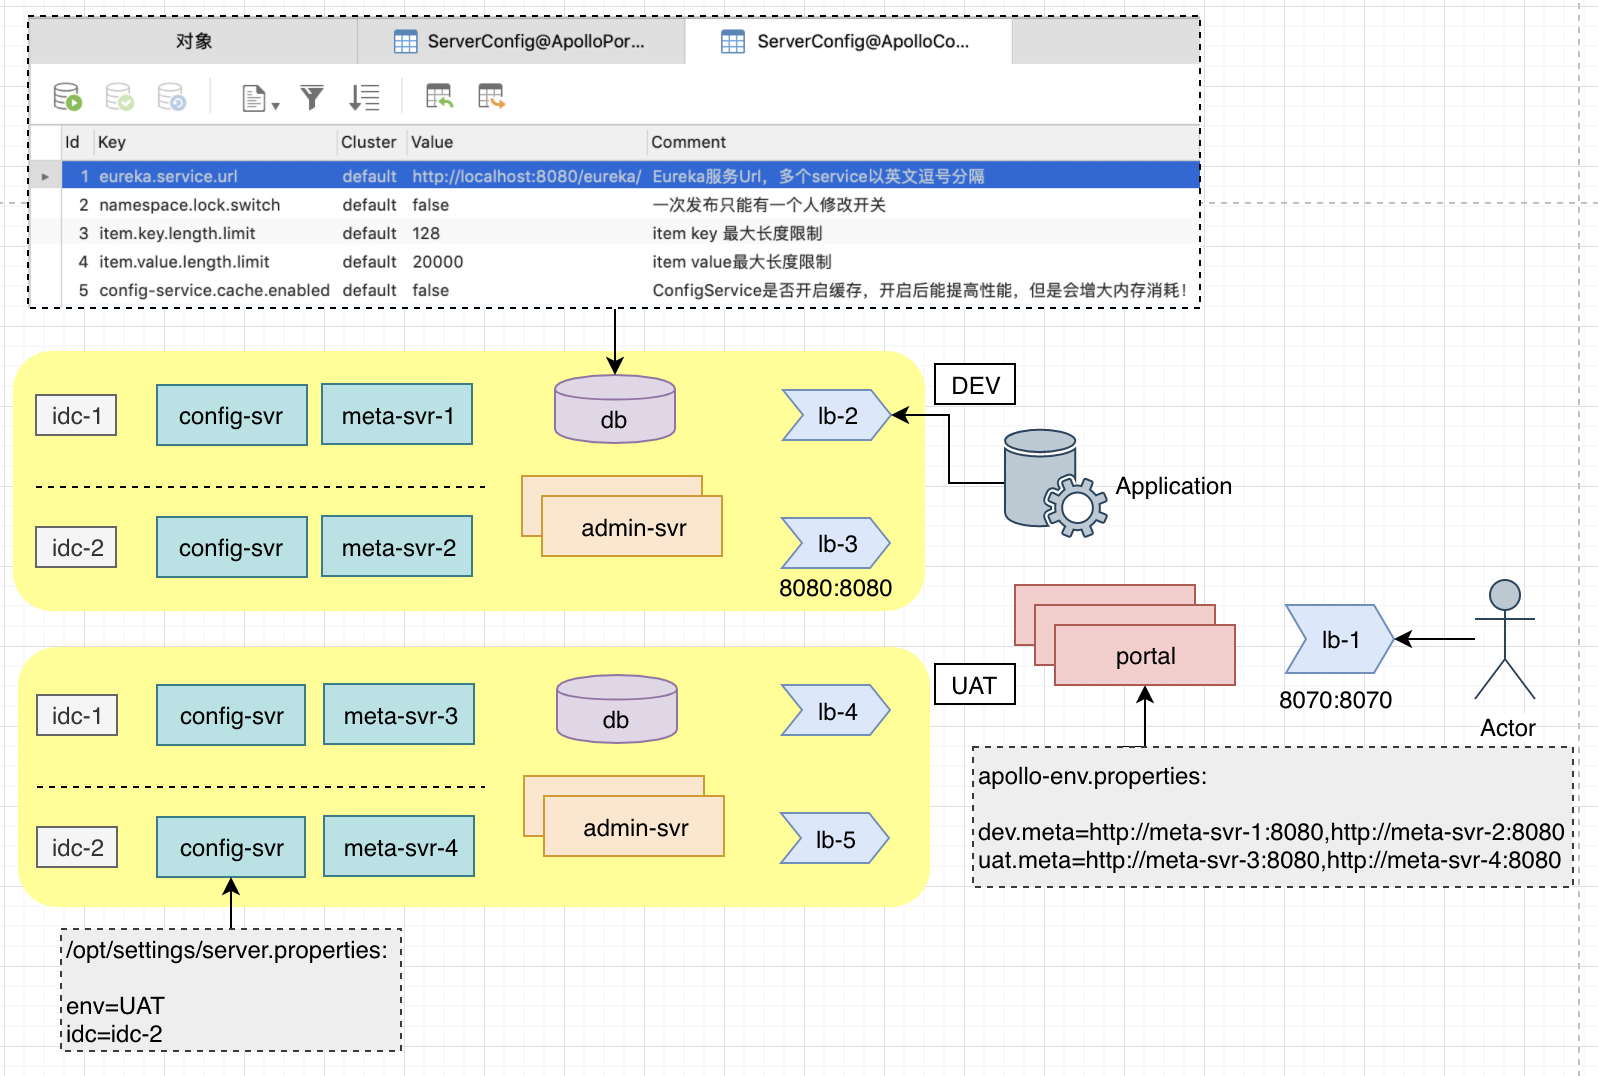 对象
ServerConfig@ApolloPor...
ServerConfig@ApolloCo...
Id Key Cluster Value Comment
1 eureka.service.url default http://localhost:8080/eureka/ Eureka服务Url，多个service以英文逗号分隔
2 namespace.lock.switch default false 一次发布只能有一个人修改开关
3 item.key.length.limit default 128 item key 最大长度限制
4 item.value.length.limit default 20000 item value最大长度限制
5 config-service.cache.enabled default false ConfigService是否开启缓存，开启后能提高性能，但是会增大内存消耗！
DEV
idc-1
config-svr
meta-svr-1
db
lb-2
Application
admin-svr
idc-2
config-svr
meta-svr-2
lb-3
8080:8080
portal
lb-1
8070:8070
Actor
UAT
idc-1
config-svr
meta-svr-3
db
lb-4
admin-svr
idc-2
config-svr
meta-svr-4
lb-5
apollo-env.properties:
dev.meta=http://meta-svr-1:8080,http://meta-svr-2:8080
uat.meta=http://meta-svr-3:8080,http://meta-svr-4:8080
/opt/settings/server.properties:
env=UAT
idc=idc-2